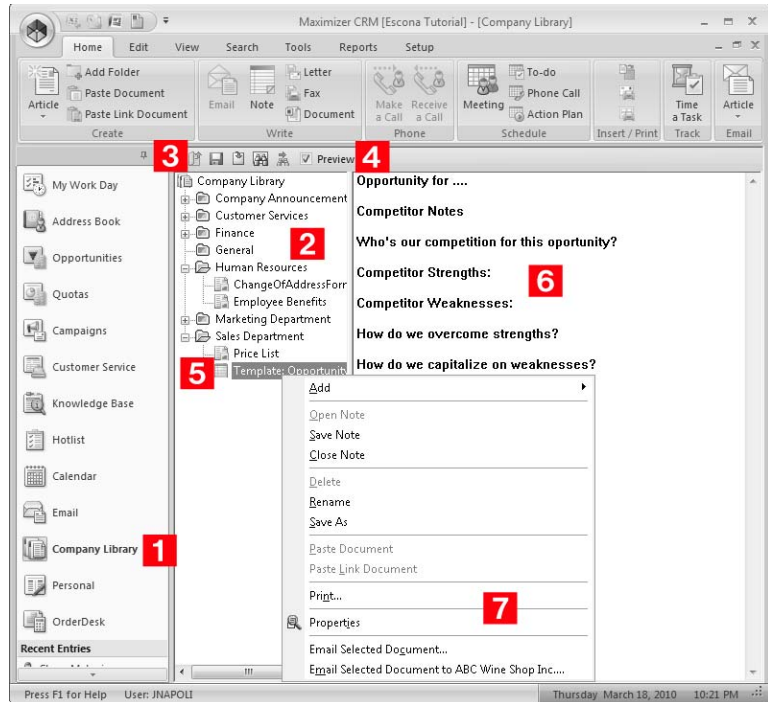 Maximizer CRM [Escona Tutorial] - [Company Library]
Home Edit View Search Tools Reports Setup
Article
Add Folder
Paste Document
Paste Link Document
Create
Email
Note
Letter
Fax
Document
Write
Make a Call
Receive a Call
Phone
Meeting
To-do
Phone Call
Action Plan
Schedule
Insert / Print
Time a Task
Track
Article
Email
3
Preview
4
My Work Day
Address Book
Opportunities
Quotas
Campaigns
Customer Service
Knowledge Base
Hotlist
Calendar
Email
Company Library
1
Personal
OrderDesk
Recent Entries
Company Library
Company Announcement
Customer Services
Finance
General
2
Human Resources
ChangeOfAddressForr
Employee Benefits
Marketing Department
Sales Department
Price List
5
Template: Opportunity
Opportunity for ....
Competitor Notes
Who's our competition for this oportunity?
Competitor Strengths:
6
Competitor Weaknesses:
How do we overcome strengths?
How do we capitalize on weaknesses?
Add
Open Note
Save Note
Close Note
Delete
Rename
Save As
Paste Document
Paste Link Document
Print...
7
Properties
Email Selected Document...
Email Selected Document to ABC Wine Shop Inc....
Press F1 for Help User: JNAPOLI
Thursday March 18, 2010 10:21 PM